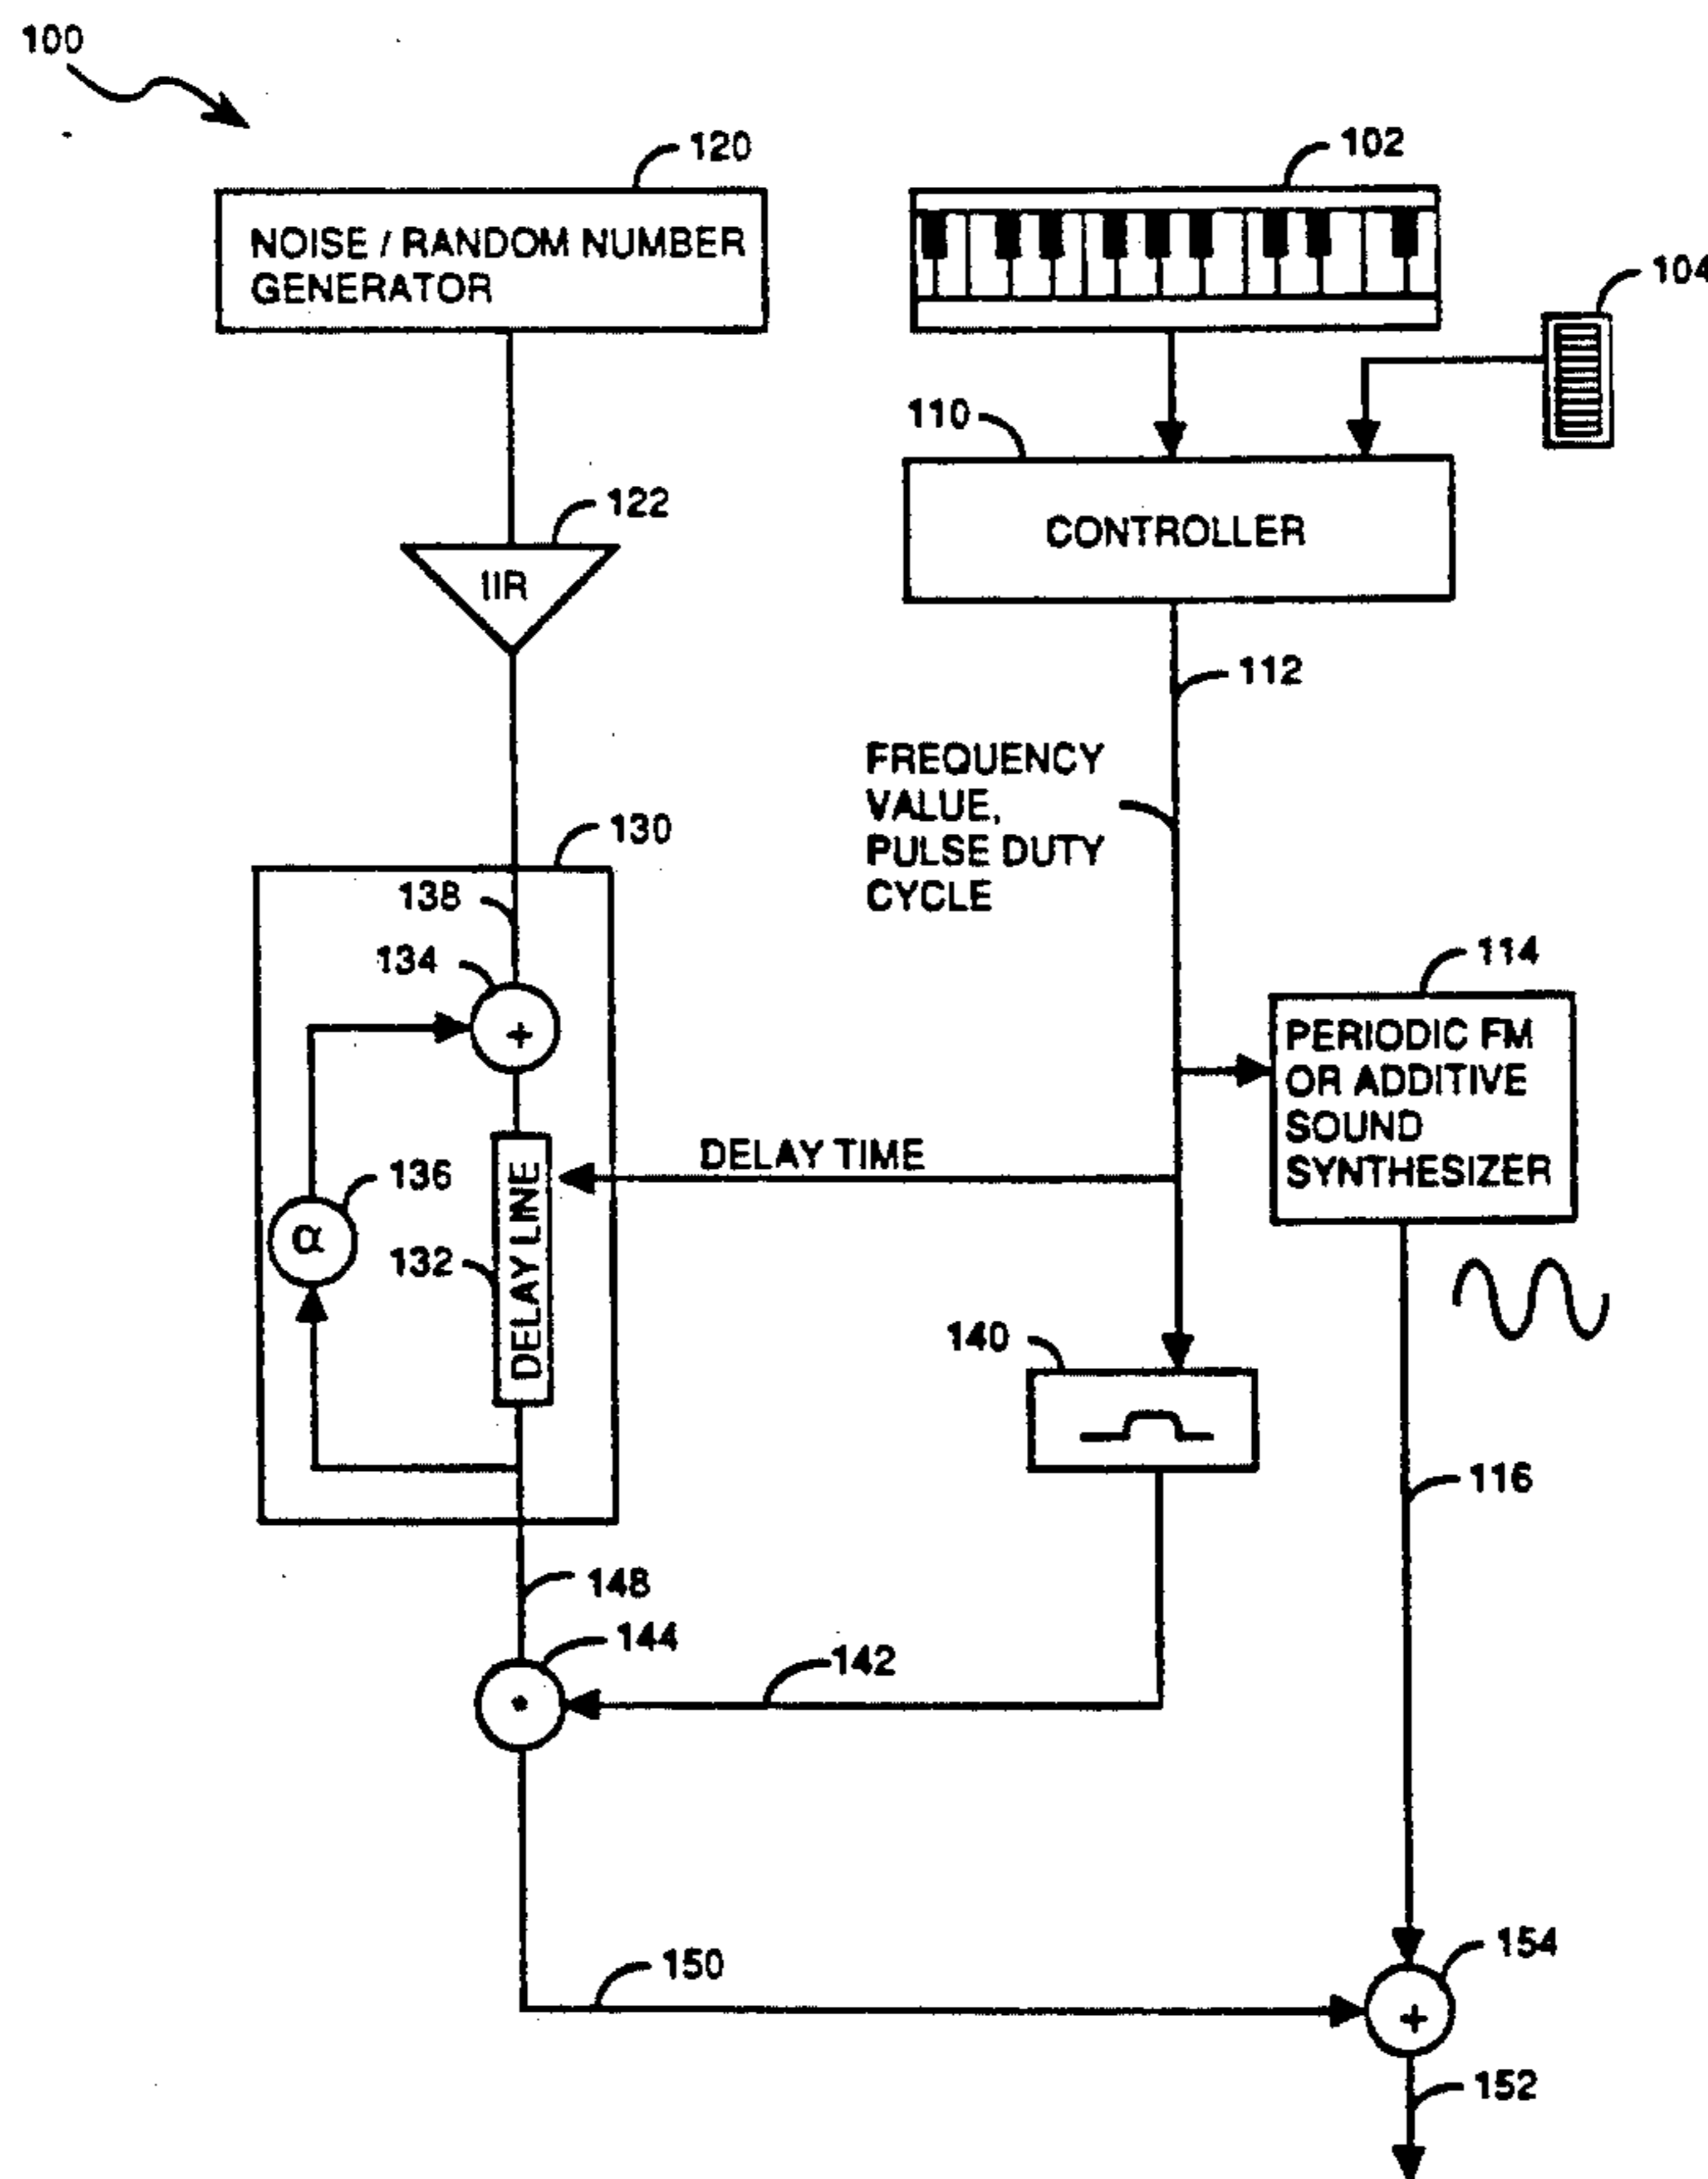 100
120
102
NOISE / RANDOM NUMBER
GENERATOR
104
110
122
CONTROLLER
IIR
112
FREQUENCY
VALUE,
PULSE DUTY
CYCLE
130
138
134
+
114
PERIODIC FM
OR ADDITIVE
SOUND
SYNTHESIZER
DELAY TIME
136
α
132
DELAY LINE
140
116
148
144
142
150
154
+
152